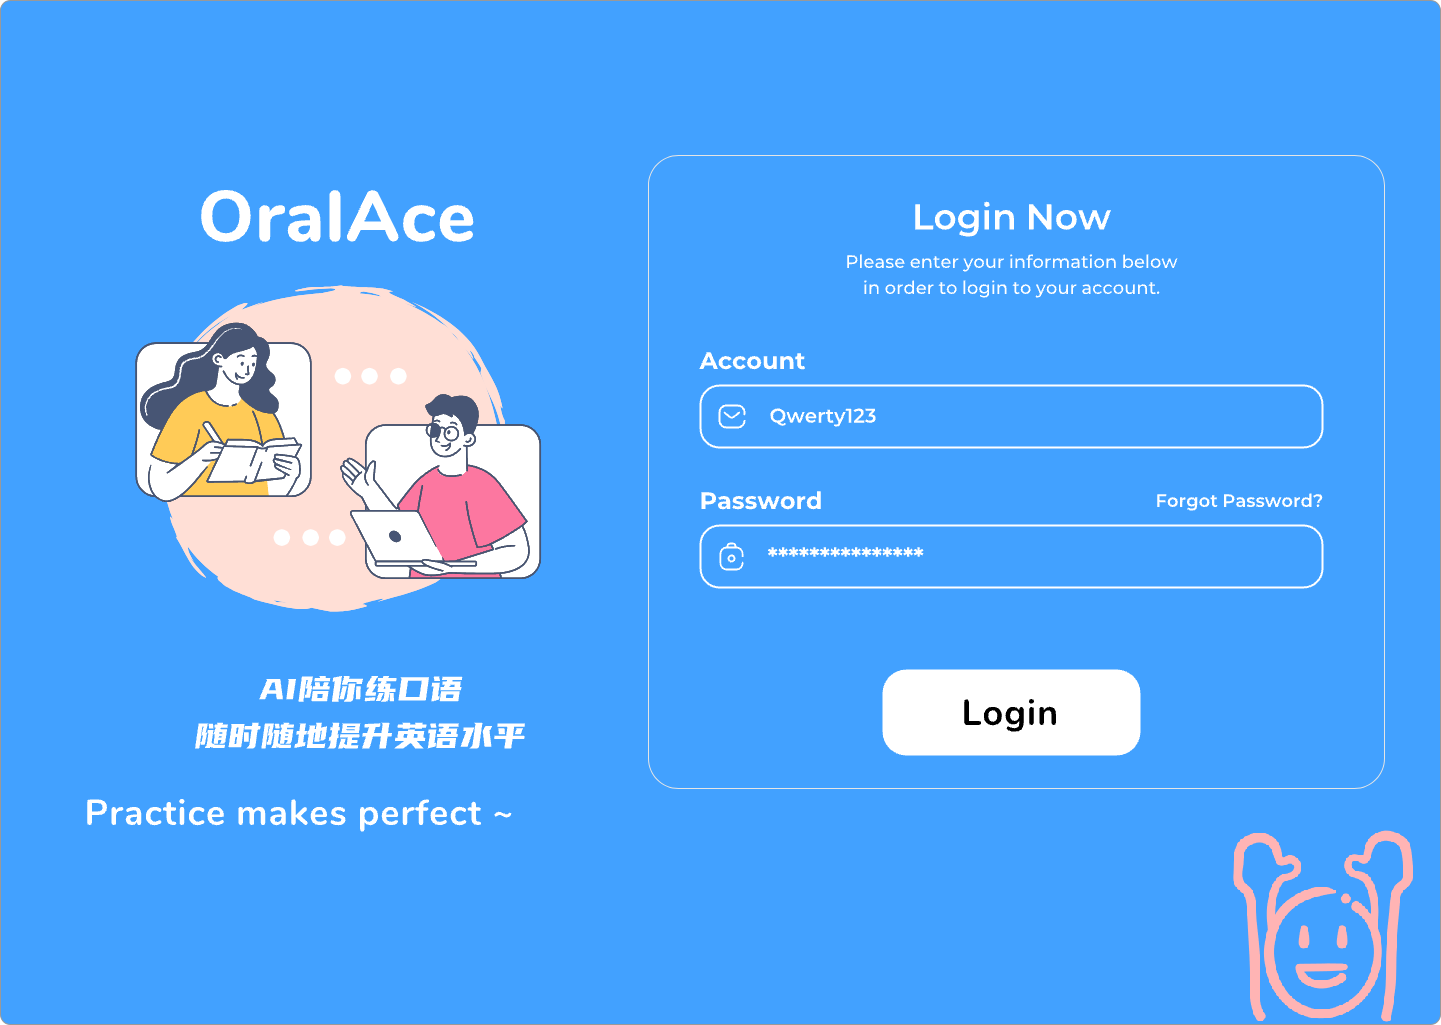 OralAce
AI陪你练口语
随时随地提升英语水平
Practice makes perfect ~
Login Now
Please enter your information below
in order to login to your account.
Account
Qwerty123
Password
Forgot Password?
***************
Login